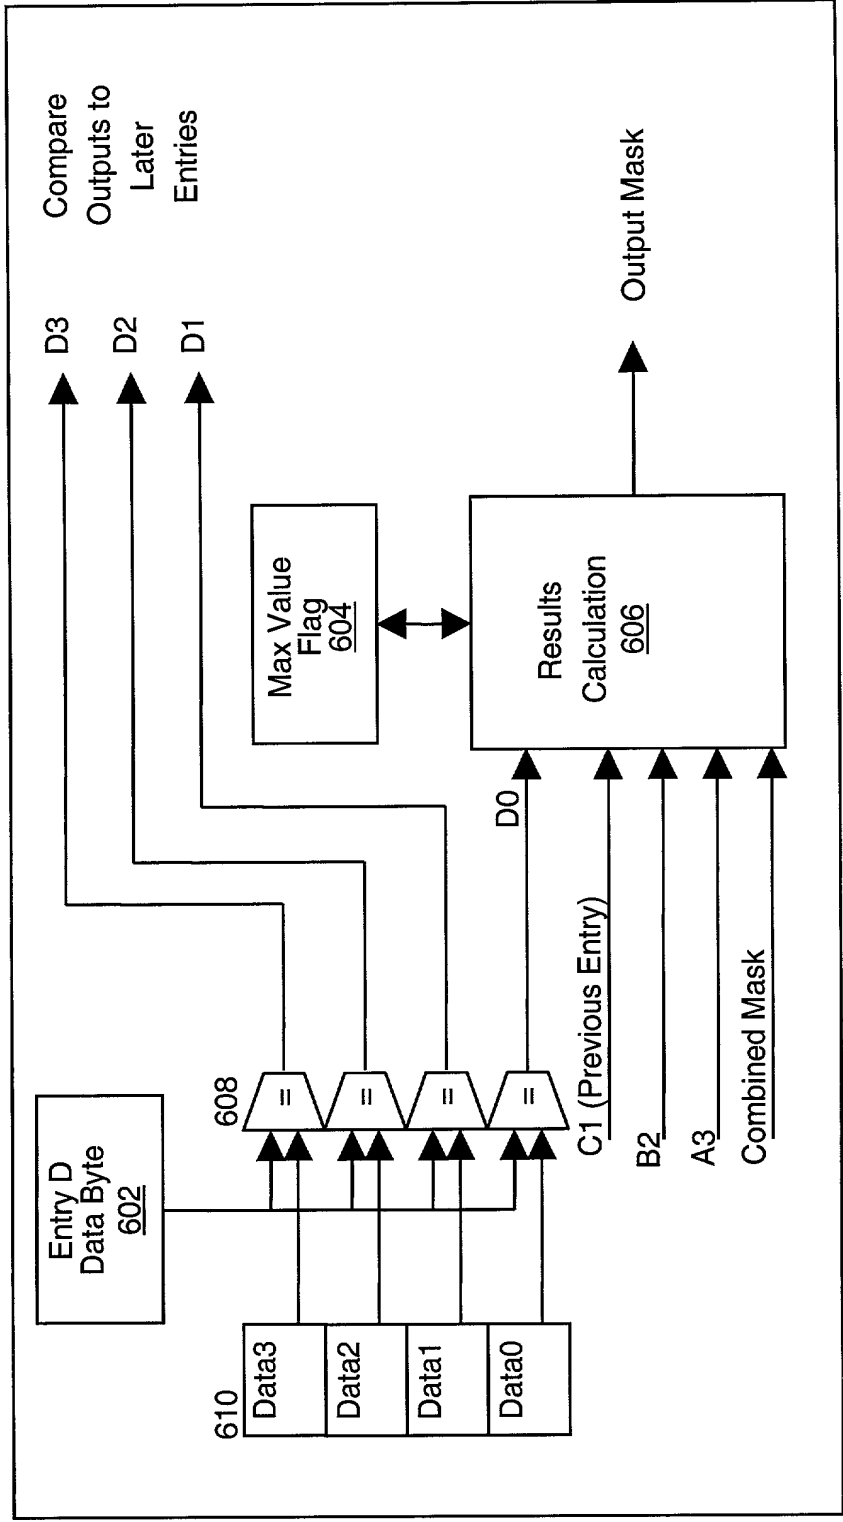 Compare
Outputs to
Later
Entries
D3
D2
D1
Output Mask
Max Value
Flag
604
Results
Calculation
606
D0
C1 (Previous Entry)
B2
A3
Combined Mask
Entry D
Data Byte
602
608
=
=
=
=
610
Data3
Data2
Data1
Data0